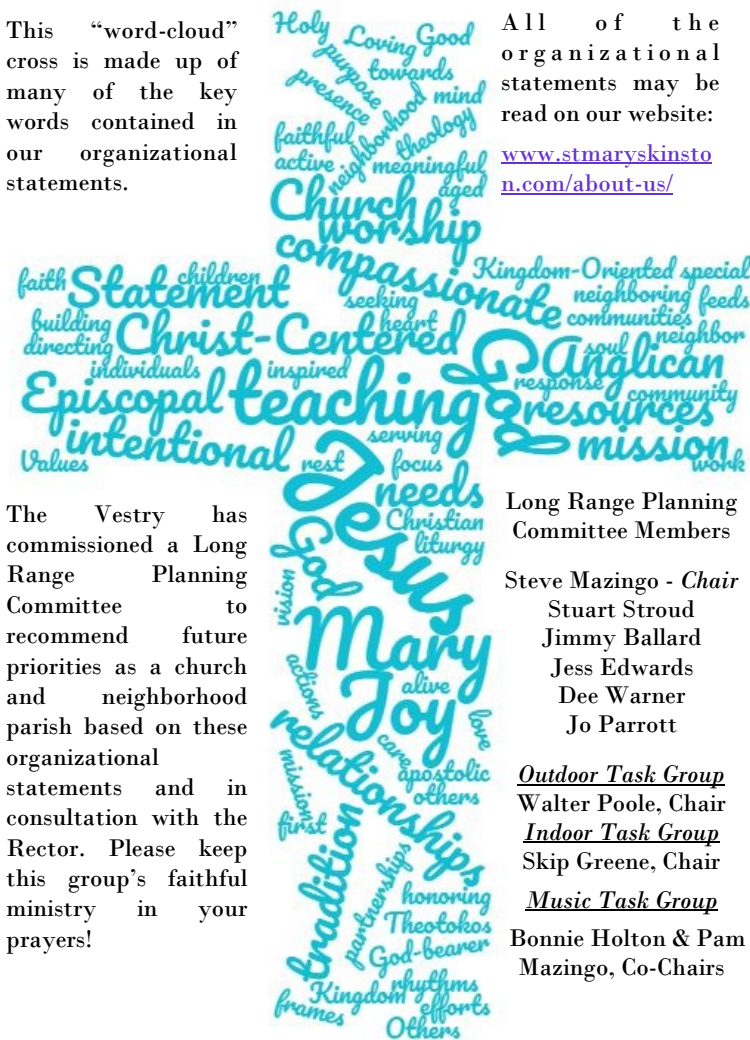 This “word-cloud”
cross is made up of
many of the key
words contained in
our organizational
statements.
All of the
organizational
statements may be
read on our website:
www.stmaryskinsto
n.com/about-us/
Holy
Loving
Good
purpose
towards
presence
mind
neighborhood
theology
faithful
active
meaningful
aged
Church
worship
compassionate
Kingdom-Oriented
special
faith
Statement
children
seeking
neighboring
feeds
building
heart
communities
neighbor
directing
Christ-Centered
God
soul
Anglican
individuals
inspired
response
community
Episcopal
teaching
resources
intentional
serving
mission
Values
rest
focus
work
Jesus
needs
Christian
liturgy
God
vision
Mary
actions
alive
Joy
love
relationships
care
apostolic
others
mission
first
tradition
partnerships
honoring
Theotokos
God-bearer
rhythms
Kingdom
frames
efforts
Others
The Vestry has
commissioned a Long
Range Planning
Committee to
recommend future
priorities as a church
and neighborhood
parish based on these
organizational
statements and in
consultation with the
Rector. Please keep
this group’s faithful
ministry in your
prayers!
Long Range Planning
Committee Members
Steve Mazingo - Chair
Stuart Stroud
Jimmy Ballard
Jess Edwards
Dee Warner
Jo Parrott
Outdoor Task Group
Walter Poole, Chair
Indoor Task Group
Skip Greene, Chair
Music Task Group
Bonnie Holton & Pam
Mazingo, Co-Chairs